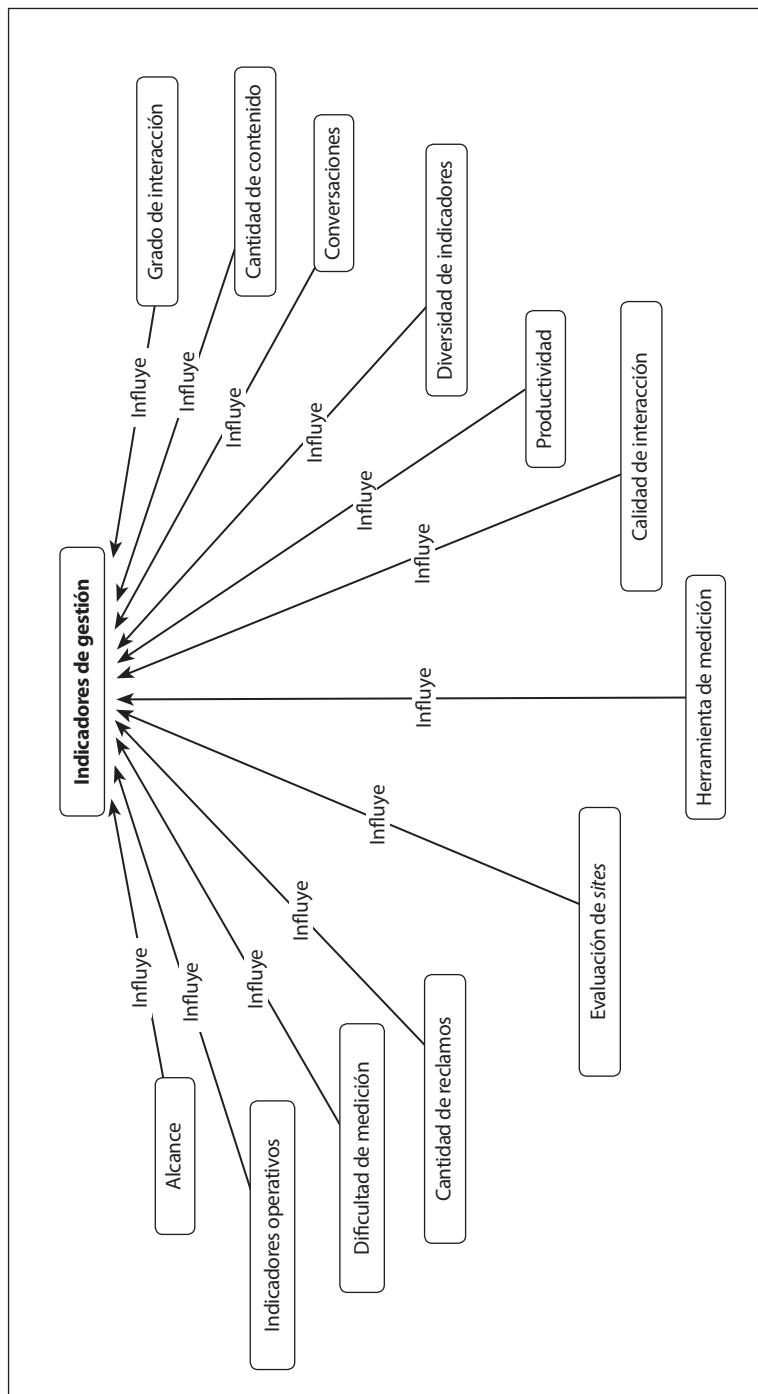 Indicadores de gestión
Influye
Influye
Alcance
Grado de interacción
Influye
Influye
Indicadores operativos
Cantidad de contenido
Influye
Influye
Dificultad de medición
Conversaciones
Influye
Influye
Cantidad de reclamos
Diversidad de indicadores
Influye
Influye
Influye
Influye
Productividad
Evaluación de sites
Calidad de interacción
Herramienta de medición